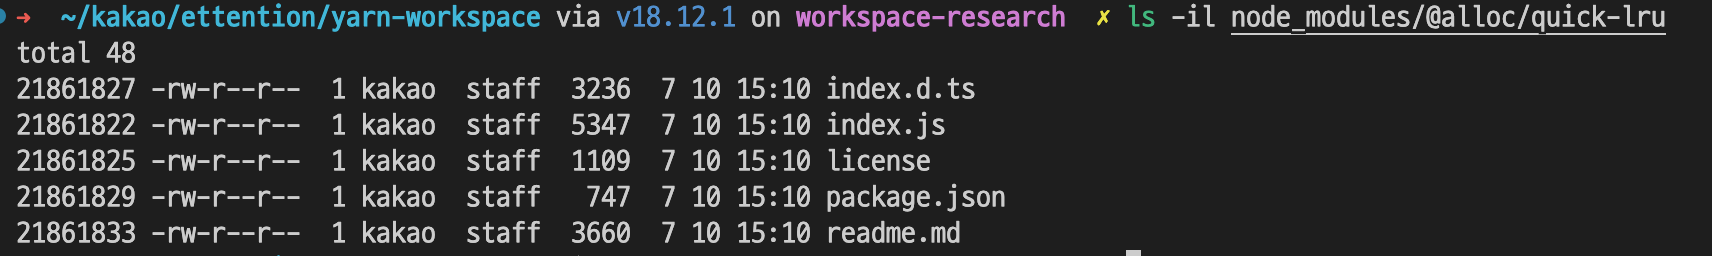 ➜ ~/kakao/ettention/yarn-workspace via v18.12.1 on workspace-research ✗ ls -il node_modules/@alloc/quick-lru
total 48
21861827 -rw-r--r--  1 kakao  staff  3236  7 10 15:10 index.d.ts
21861822 -rw-r--r--  1 kakao  staff  5347  7 10 15:10 index.js
21861825 -rw-r--r--  1 kakao  staff  1109  7 10 15:10 license
21861829 -rw-r--r--  1 kakao  staff   747  7 10 15:10 package.json
21861833 -rw-r--r--  1 kakao  staff  3660  7 10 15:10 readme.md